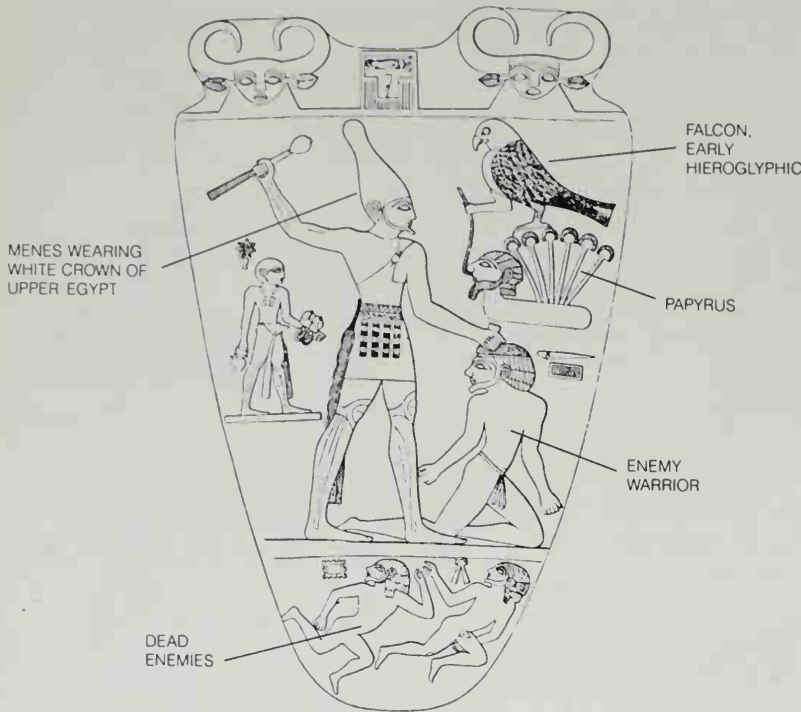 FALCON,
EARLY
HIEROGLYPHIC
MENES WEARING
WHITE CROWN OF
UPPER EGYPT
PAPYRUS
ENEMY
WARRIOR
DEAD
ENEMIES